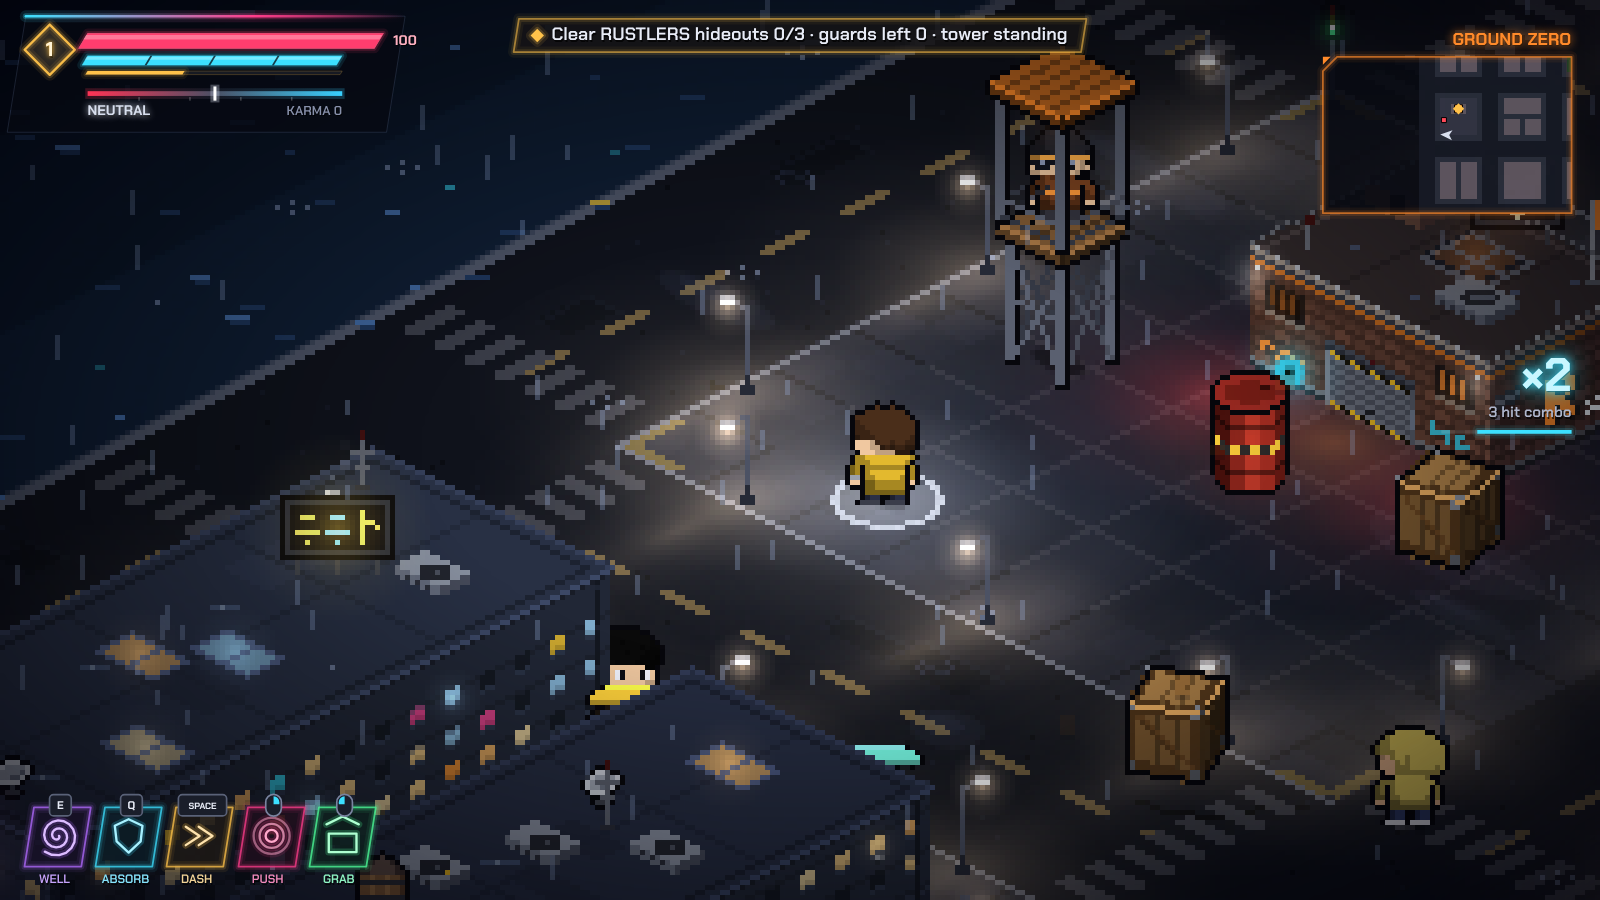 1
100
NEUTRAL
KARMA 0
Clear RUSTLERS hideouts 0/3 · guards left 0 · tower standing
GROUND ZERO
×2
3 hit combo
E
Q
SPACE
WELL
ABSORB
DASH
PUSH
GRAB